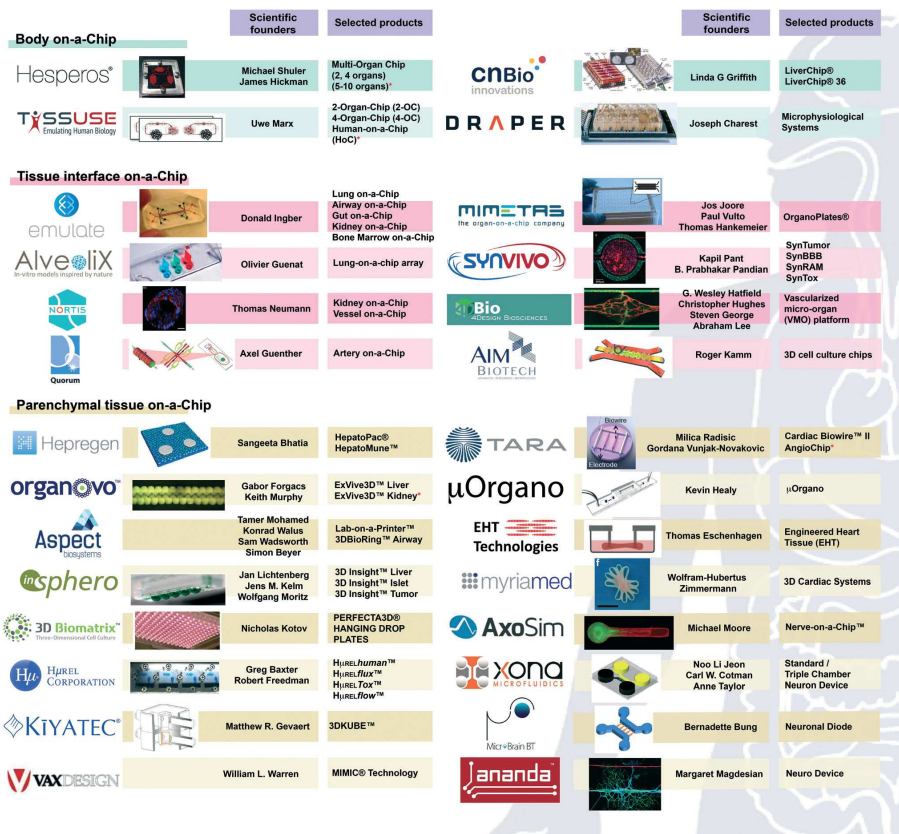 Scientific founders
Selected products
Scientific founders
Selected products
Body on-a-Chip
Hesperos®
Michael Shuler
James Hickman
Multi-Organ Chip
(2, 4 organs)
(5-10 organs)*
TISSUSE
Emulating Human Biology
Uwe Marx
2-Organ-Chip (2-OC)
4-Organ-Chip (4-OC)
Human-on-a-Chip
(HoC)*
CNBio
innovations
Linda G Griffith
LiverChip®
LiverChip® 36
DRAPER
Joseph Charest
Microphysiological
Systems
Tissue interface on-a-Chip
emulate
Donald Ingber
Lung on-a-Chip
Airway on-a-Chip
Gut on-a-Chip
Kidney on-a-Chip
Bone Marrow on-a-Chip
AlveoliX
In-vitro models inspired by nature
Olivier Guenat
Lung-on-a-chip array
NORTIS
Thomas Neumann
Kidney on-a-Chip
Vessel on-a-Chip
Quorum
Axel Guenther
Artery on-a-Chip
MIMETAS
the organ-on-a-chip company
Jos Joore
Paul Vulto
Thomas Hankemeier
OrganoPlates®
SYNVIVO
Kapil Pant
B. Prabhakar Pandian
SynTumor
SynBBB
SynRAM
SynTox
4DBio
4Design Biosciences
G. Wesley Hatfield
Christopher Hughes
Steven George
Abraham Lee
Vascularized
micro-organ
(VMO) platform
AIM
BIOTECH
Roger Kamm
3D cell culture chips
Parenchymal tissue on-a-Chip
Hepregen
Sangeeta Bhatia
HepatoPac®
HepatoMune™
organovo™
Gabor Forgacs
Keith Murphy
ExVive3D™ Liver
ExVive3D™ Kidney*
Aspect
biosystems
Tamer Mohamed
Konrad Walus
Sam Wadsworth
Simon Beyer
Lab-on-a-Printer™
3DBioRing™ Airway
insphero
Jan Lichtenberg
Jens M. Kelm
Wolfgang Moritz
3D Insight™ Liver
3D Insight™ Islet
3D Insight™ Tumor
3D Biomatrix™
Three-Dimensional Cell Culture
Nicholas Kotov
PERFECTA3D®
HANGING DROP
PLATES
Hμ HμREL
CORPORATION
Greg Baxter
Robert Freedman
HμRELhuman™
HμRELflux™
HμRELTox™
HμRELflow™
KIYATEC®
Matthew R. Gevaert
3DKUBE™
VAXDESIGN
William L. Warren
MIMIC® Technology
TARA
Biowire
Electrode
Milica Radisic
Gordana Vunjak-Novakovic
Cardiac Biowire™ II
AngioChip*
μOrgano
Kevin Healy
μOrgano
EHT
Technologies
Thomas Eschenhagen
Engineered Heart
Tissue (EHT)
myriamed
f
Wolfram-Hubertus
Zimmermann
3D Cardiac Systems
AxoSim
Michael Moore
Nerve-on-a-Chip™
xona
MICROFLUIDICS
Noo Li Jeon
Carl W. Cotman
Anne Taylor
Standard /
Triple Chamber
Neuron Device
Micr•Brain BT
Bernadette Bung
Neuronal Diode
ananda™
Margaret Magdesian
Neuro Device